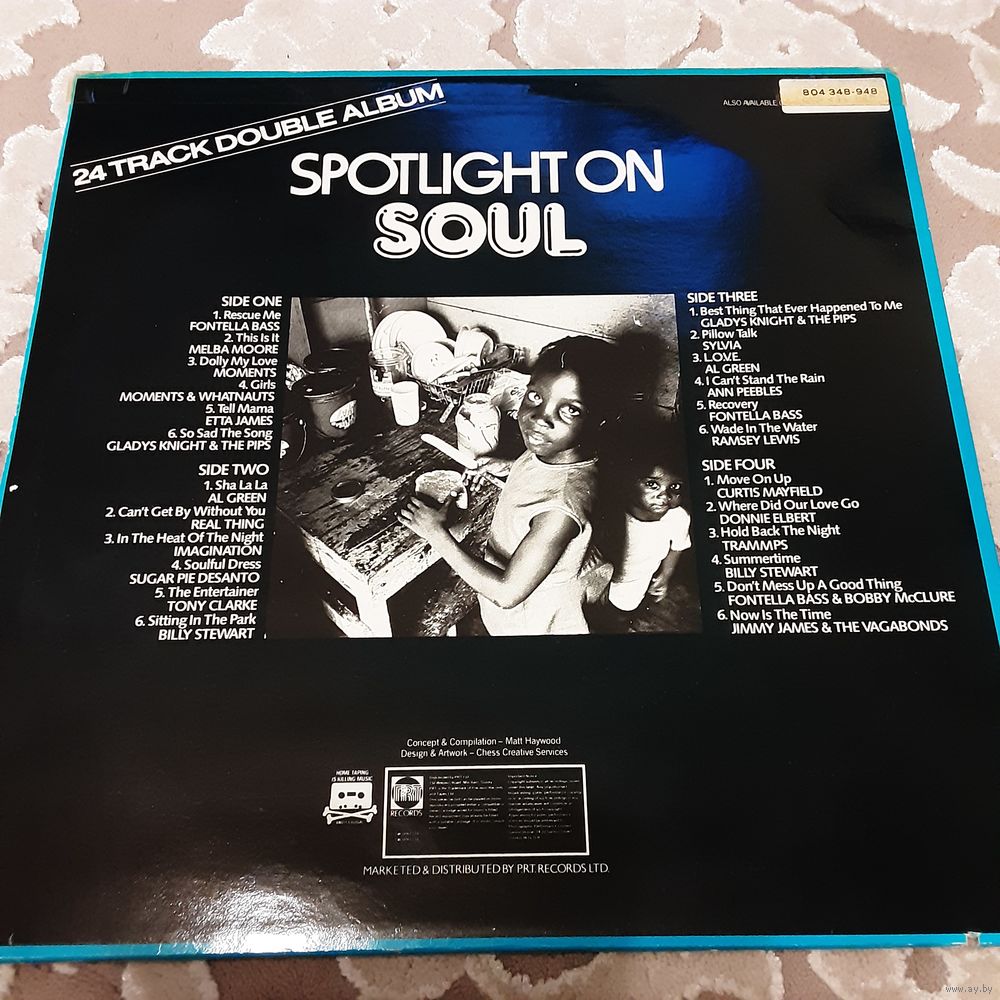 24 TRACK DOUBLE ALBUM
ALSO AVAILABLE
804 348-948
SPOTLIGHT ON
SOUL
SIDE ONE
1. Rescue Me
FONTELLA BASS
2. This Is It
MELBA MOORE
3. Dolly My Love
MOMENTS
4. Girls
MOMENTS & WHATNAUTS
5. Tell Mama
ETTA JAMES
6. So Sad The Song
GLADYS KNIGHT & THE PIPS
SIDE TWO
1. Sha La La
AL GREEN
2. Can't Get By Without You
REAL THING
3. In The Heat Of The Night
IMAGINATION
4. Soulful Dress
SUGAR PIE DESANTO
5. The Entertainer
TONY CLARKE
6. Sitting In The Park
BILLY STEWART
SIDE THREE
1. Best Thing That Ever Happened To Me
GLADYS KNIGHT & THE PIPS
2. Pillow Talk
SYLVIA
3. L.O.V.E.
AL GREEN
4. I Can't Stand The Rain
ANN PEEBLES
5. Recovery
FONTELLA BASS
6. Wade In The Water
RAMSEY LEWIS
SIDE FOUR
1. Move On Up
CURTIS MAYFIELD
2. Where Did Our Love Go
DONNIE ELBERT
3. Hold Back The Night
TRAMMPS
4. Summertime
BILLY STEWART
5. Don't Mess Up A Good Thing
FONTELLA BASS & BOBBY McCLURE
6. Now Is The Time
JIMMY JAMES & THE VAGABONDS
Concept & Compilation – Matt Haywood
Design & Artwork – Chess Creative Services
HOME TAPING
IS KILLING MUSIC
PRT
RECORDS
MARKETED & DISTRIBUTED BY PRT. RECORDS LTD.
www.ay.by